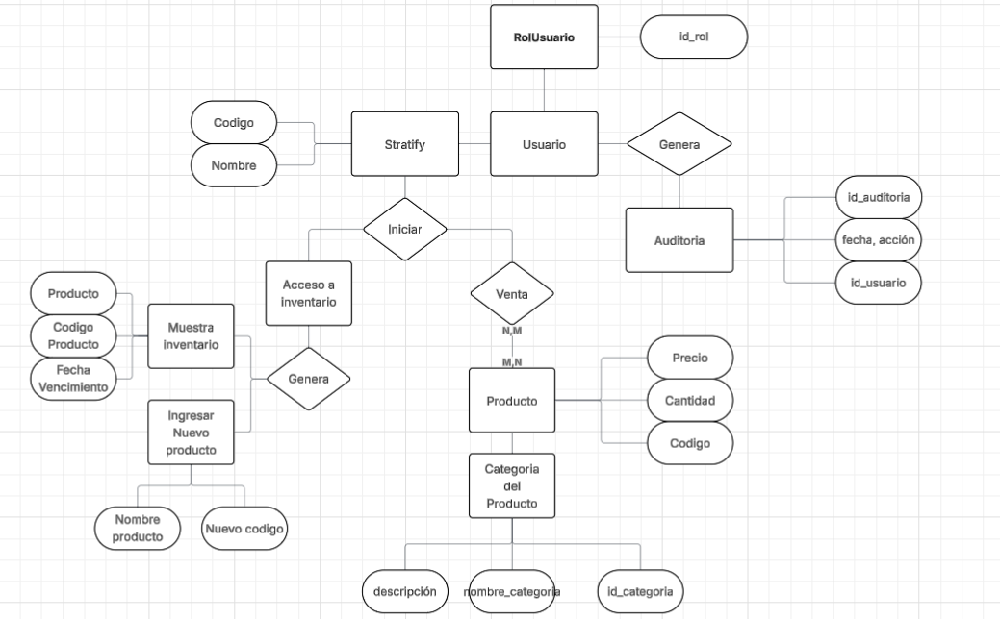 RolUsuario
id_rol
Codigo
Nombre
Stratify
Usuario
Genera
Iniciar
Auditoria
id_auditoria
fecha, acción
id_usuario
Acceso a
inventario
Venta
Producto
Codigo
Producto
Fecha
Vencimiento
Muestra
inventario
Genera
N,M
M,N
Producto
Precio
Cantidad
Codigo
Ingresar
Nuevo
producto
Categoria
del
Producto
Nombre
producto
Nuevo codigo
descripción
nombre_categoria
id_categoria